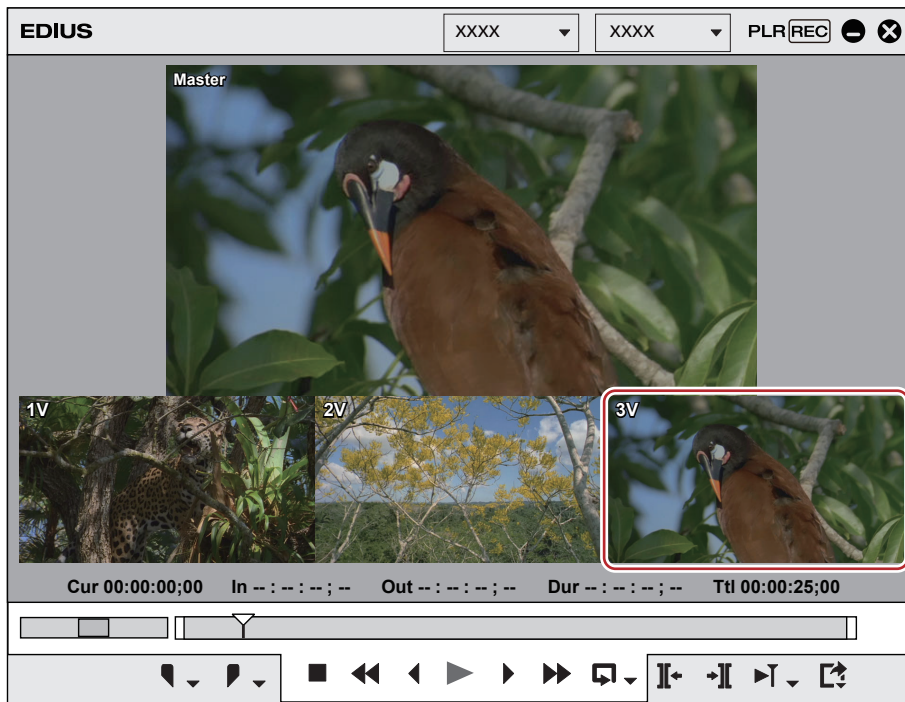 EDIUS
XXXX
XXXX
PLR REC
Master
1V
2V
3V
Cur 00:00:00;00 In -- : -- : -- ; -- Out -- : -- : -- ; -- Dur -- : -- : -- ; -- Ttl 00:00:25;00